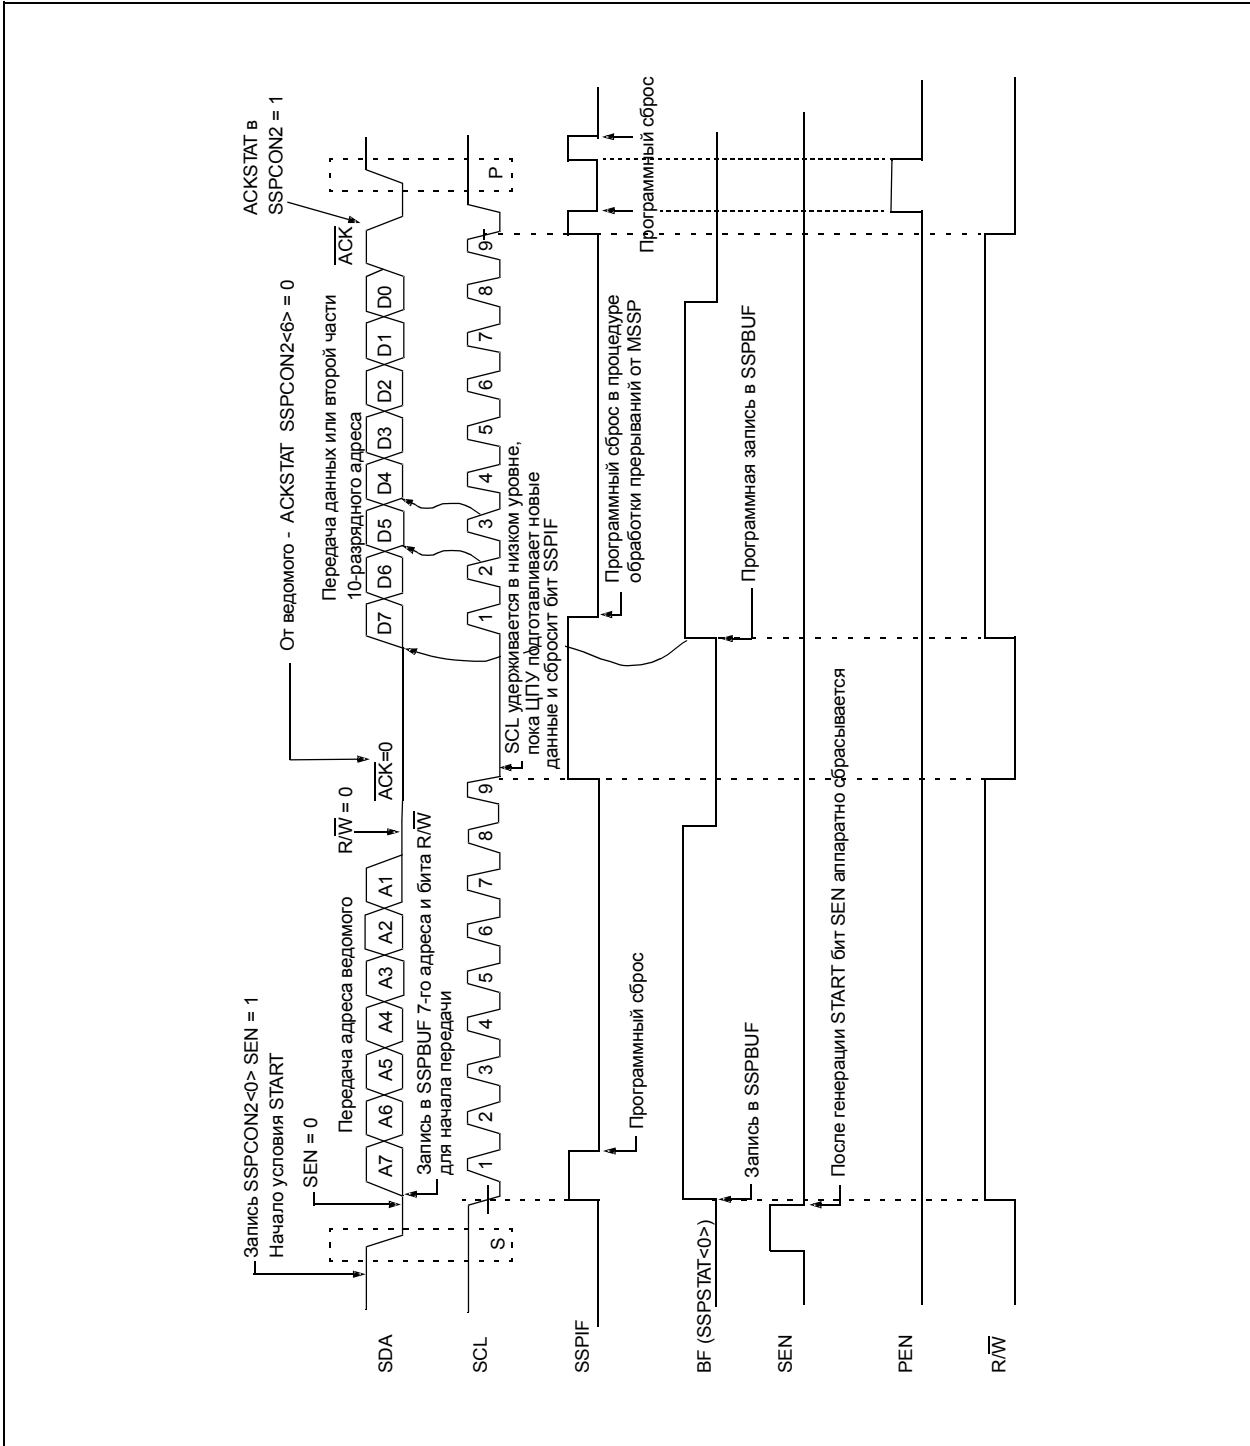 Запись SSPCON2<0> SEN = 1
Начало условия START
SEN = 0
Передача адреса ведомого
R/W = 0
От ведомого - ACKSTAT SSPCON2<6> = 0
ACK=0
Передача данных или второй части
10-разрядного адреса
ACKSTAT в
SSPCON2 = 1
ACK
SDA
A7 A6 A5 A4 A3 A2 A1
D7 D6 D5 D4 D3 D2 D1 D0
Запись в SSPBUF 7-го адреса и бита R/W
для начала передачи
SCL
S
1 2 3 4 5 6 7 8 9
1 2 3 4 5 6 7 8 9
P
SCL удерживается в низком уровне,
пока ЦПУ подготавливает новые
данные и сбросит бит SSPIF
SSPIF
Программный сброс
Программный сброс в процедуре
обработки прерываний от MSSP
Программный сброс
BF (SSPSTAT<0>)
Запись в SSPBUF
Програмная запись в SSPBUF
SEN
После генерации START бит SEN аппаратно сбрасывается
PEN
R/W